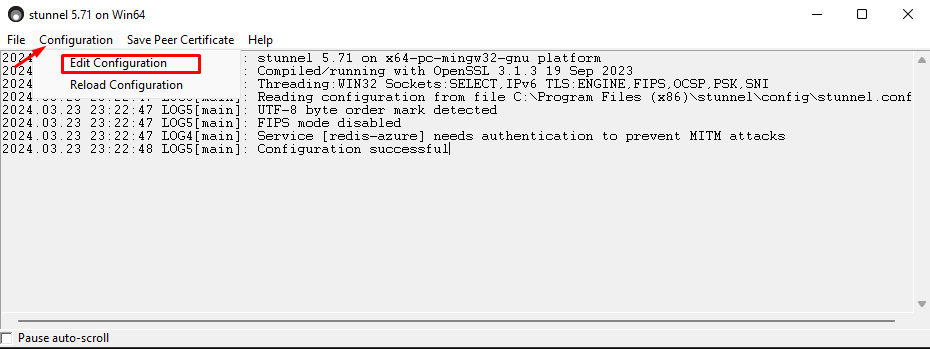 stunnel 5.71 on Win64
File Configuration Save Peer Certificate Help
Edit Configuration
Reload Configuration
2024 : stunnel 5.71 on x64-pc-mingw32-gnu platform
2024 : Compiled/running with OpenSSL 3.1.3 19 Sep 2023
2024 : Threading:WIN32 Sockets:SELECT,IPv6 TLS:ENGINE,FIPS,OCSP,PSK,SNI
2024.03.23 23:22:47 LOG5[main]: Reading configuration from file C:\Program Files (x86)\stunnel\config\stunnel.conf
2024.03.23 23:22:47 LOG5[main]: UTF-8 byte order mark detected
2024.03.23 23:22:47 LOG5[main]: FIPS mode disabled
2024.03.23 23:22:47 LOG4[main]: Service [redis-azure] needs authentication to prevent MITM attacks
2024.03.23 23:22:48 LOG5[main]: Configuration successful
Pause auto-scroll